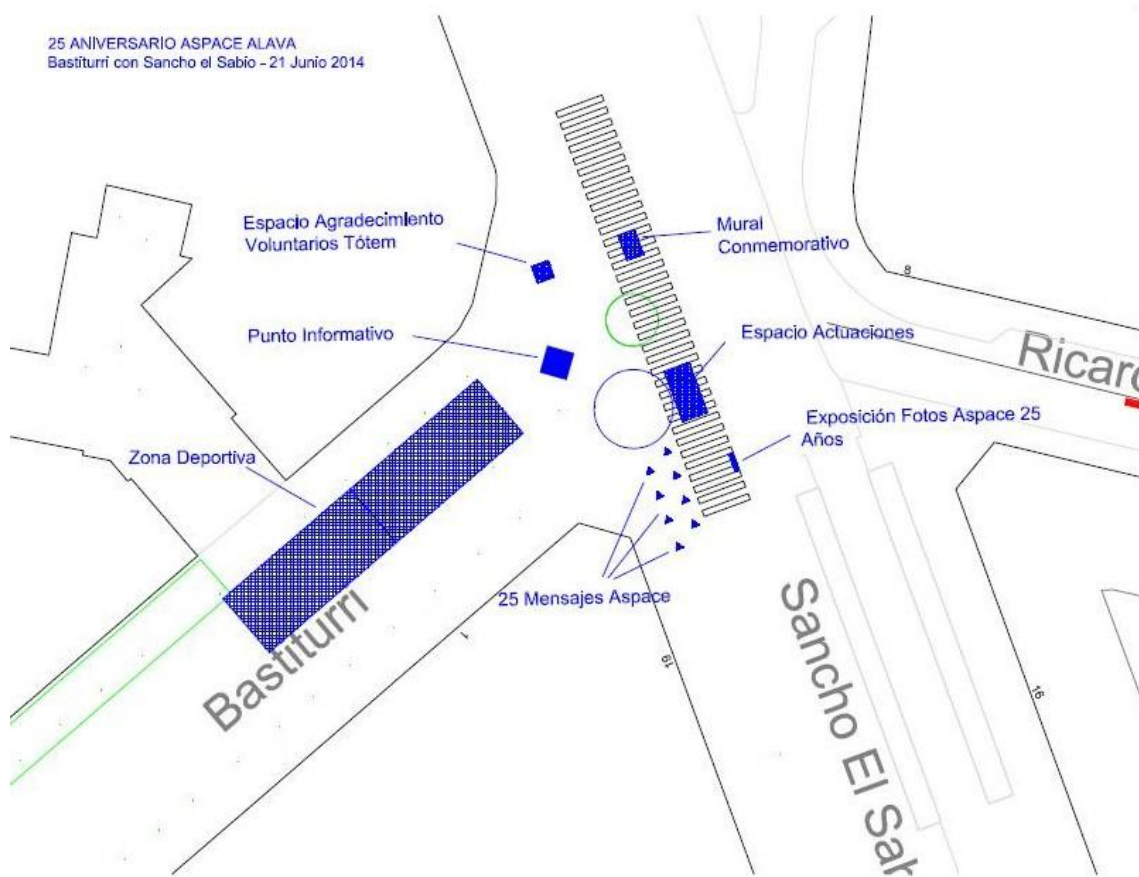 25 ANIVERSARIO ASPACE ALAVA
Bastiturri con Sancho el Sabio - 21 Junio 2014
Espacio Agradecimiento
Voluntarios Tótem
Mural
Conmemorativo
8
Punto Informativo
Espacio Actuaciones
Ricard
Exposición Fotos Aspace 25
Años
Zona Deportiva
25 Mensajes Aspace
Bastiturri
1
19
16
Sancho El Sab